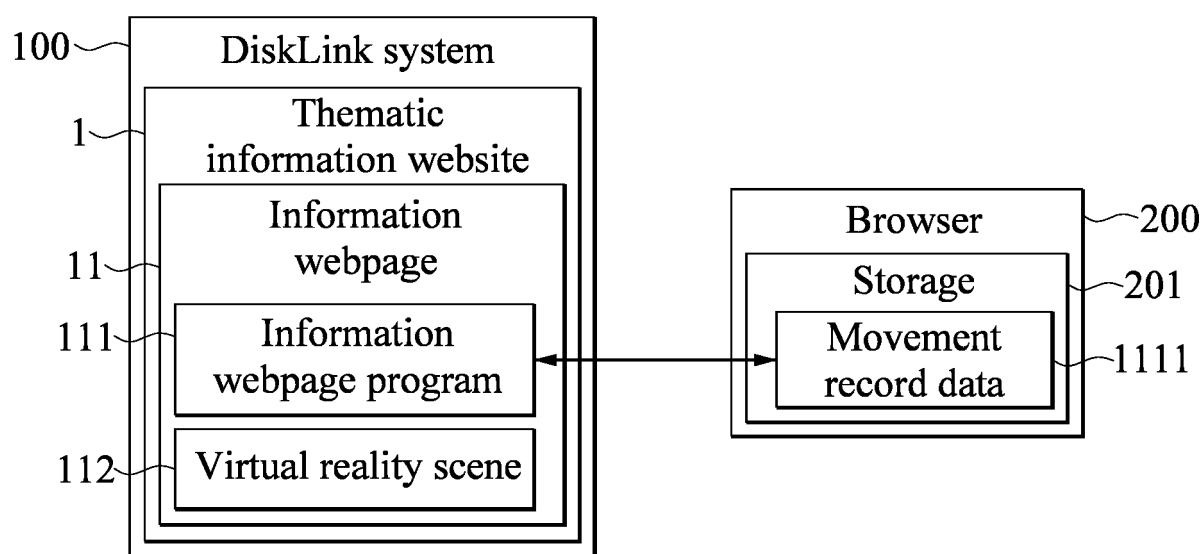 100
DiskLink system
1
Thematic
information website
11
Information
webpage
111
Information
webpage program
112
Virtual reality scene
Browser
200
Storage
201
Movement
record data
1111